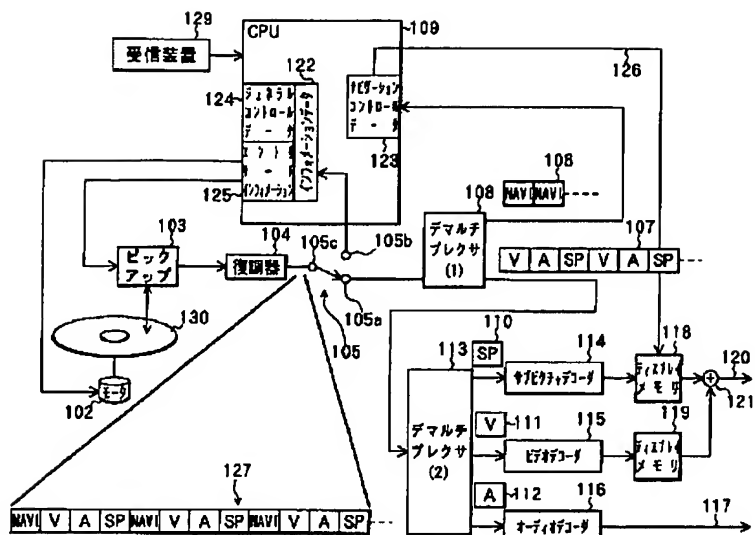 129
受信装置
CPU
109
126
122
124
ジェネラル
コントロール
データ
インフォメーションデータ
ナビゲーション
コントロール
データ
123
125
インフォメーション
108
NAVI NAVI
108
デマルチ
プレクサ
(1)
107
V A SP V A SP
103
ピック
アップ
104
復調器
105c
105b
105a
105
130
モータ
102
110
SP
113
デマルチ
プレクサ
(2)
114
サブピクチャデコーダ
118
ディスプレイ
メモリ
120
121
V
111
115
ビデオデコーダ
119
ディスプレイ
メモリ
A
112
116
オーディオデコーダ
117
127
NAVI V A SP NAVI V A SP NAVI V A SP